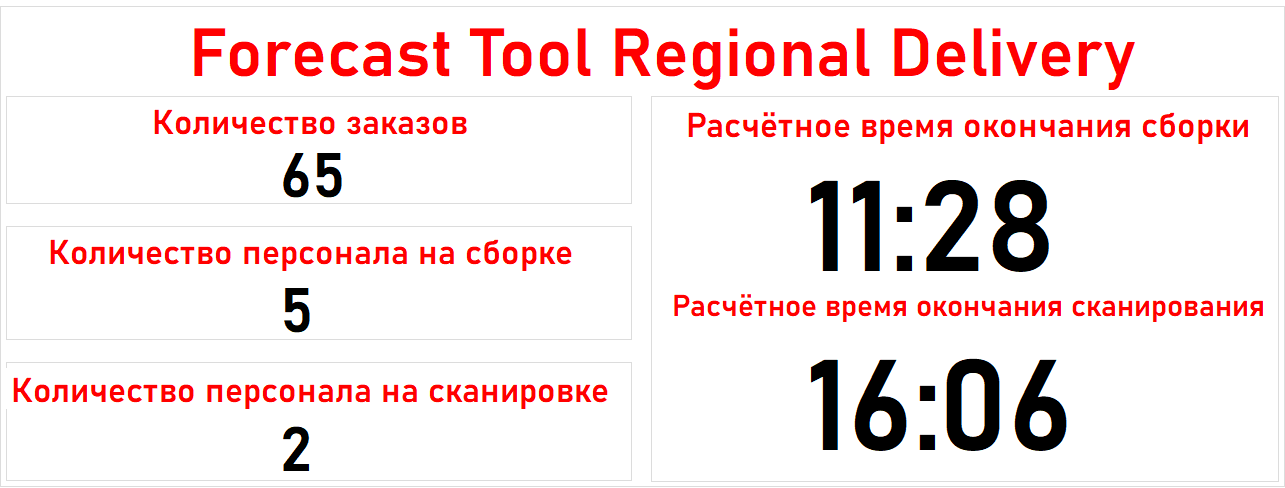 Forecast Tool Regional Delivery
Количество заказов
65
Количество персонала на сборке
5
Количество персонала на сканировке
2
Расчётное время окончания сборки
11:28
Расчётное время окончания сканирования
16:06